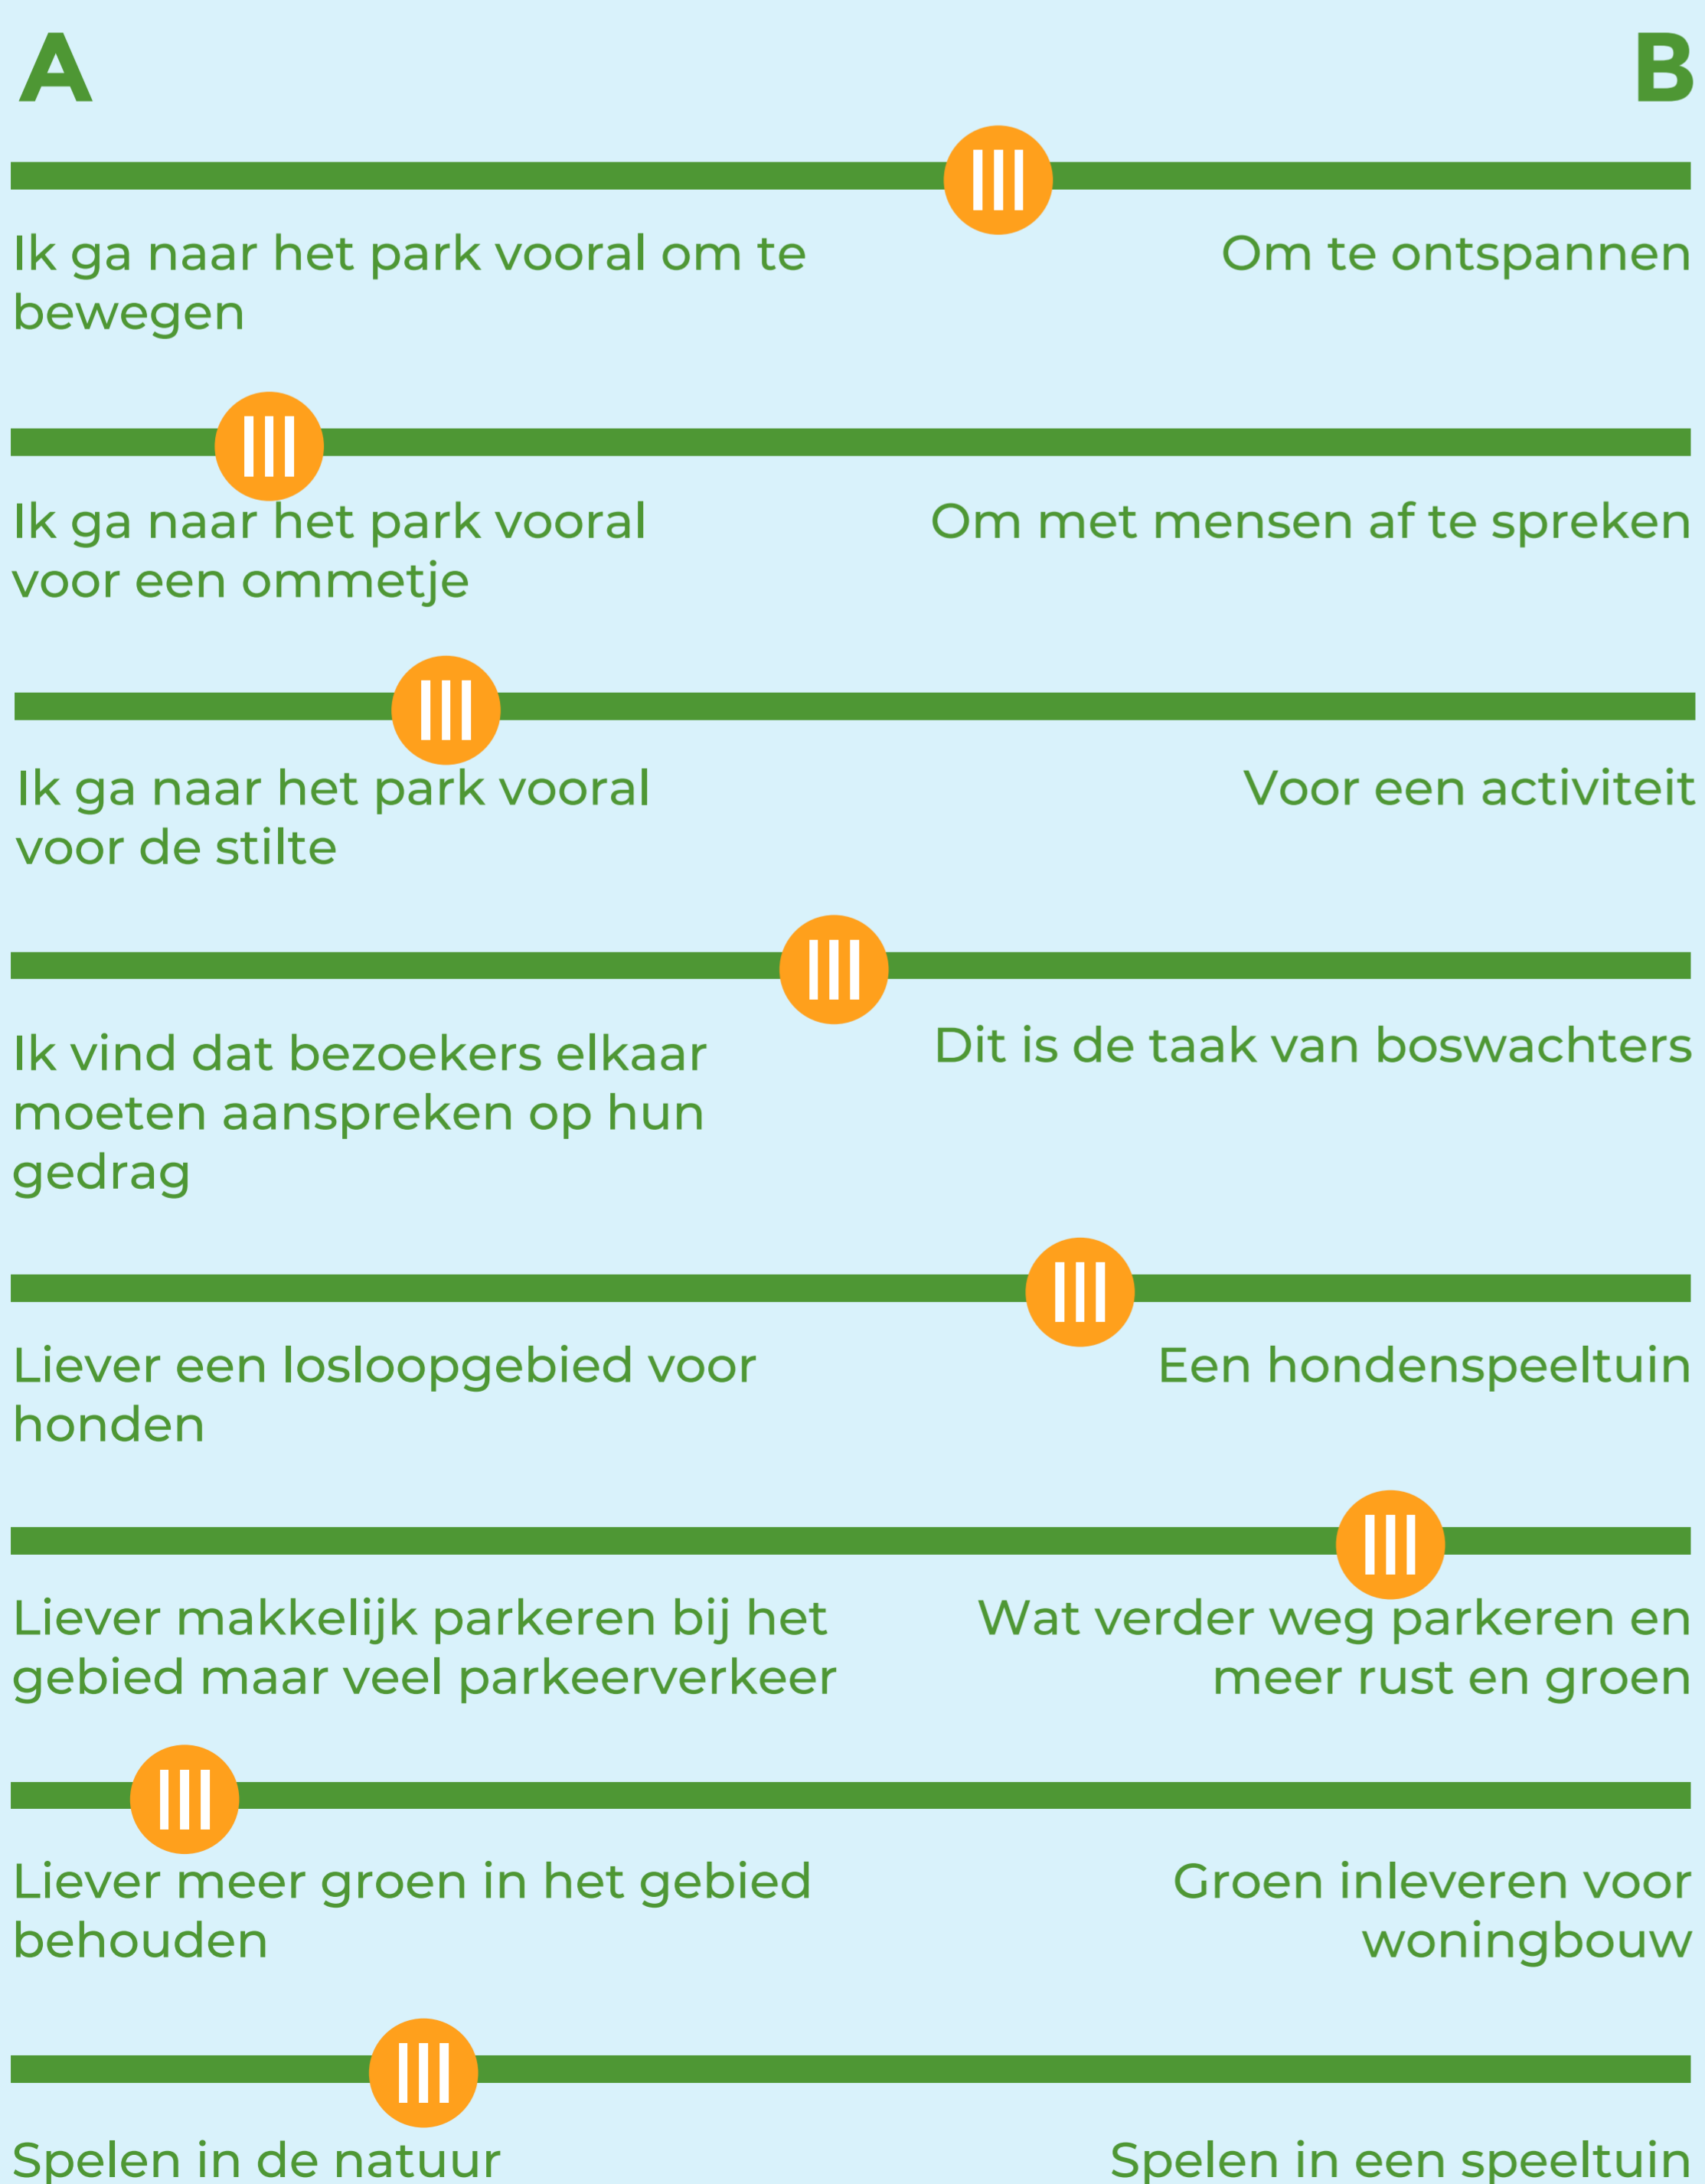 A
B
Ik ga naar het park vooral om te
bewegen
Om te ontspannen
Ik ga naar het park vooral
voor een ommetje
Om met mensen af te spreken
Ik ga naar het park vooral
voor de stilte
Voor een activiteit
Ik vind dat bezoekers elkaar
moeten aanspreken op hun
gedrag
Dit is de taak van boswachters
Liever een losloopgebied voor
honden
Een hondenspeeltuin
Liever makkelijk parkeren bij het
gebied maar veel parkeerverkeer
Wat verder weg parkeren en
meer rust en groen
Liever meer groen in het gebied
behouden
Groen inleveren voor
woningbouw
Spelen in de natuur
Spelen in een speeltuin